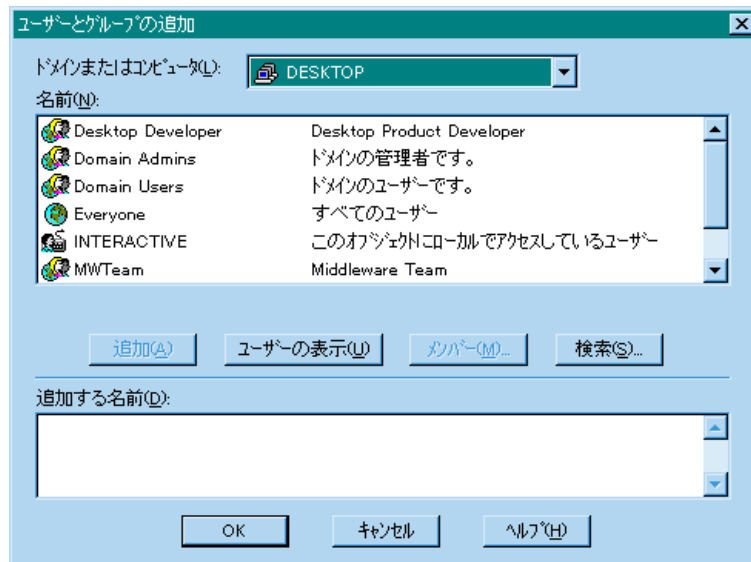 ユーザーとグループの追加
ドメインまたはコンピュータ(L):
DESKTOP
名前(N):
Desktop Developer Desktop Product Developer
Domain Admins ドメインの管理者です。
Domain Users ドメインのユーザーです。
Everyone すべてのユーザー
INTERACTIVE このオブジェクトにローカルでアクセスしているユーザー
MWTeam Middleware Team
追加(A) ユーザーの表示(U) メンバー(M)... 検索(S)...
追加する名前(D):
OK キャンセル ヘルプ(H)